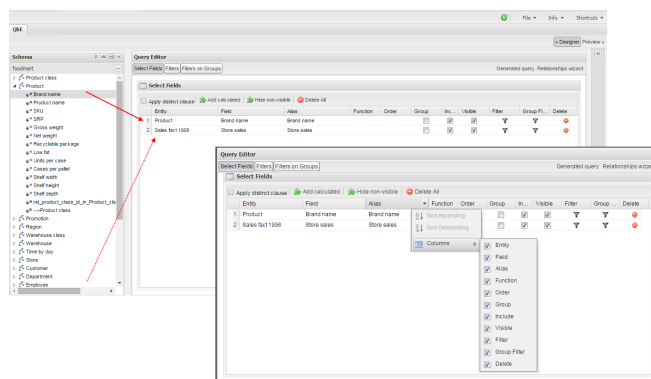 File Info Shortcuts
QbE
« Designer Preview »
Schema
foodmart
Product class
Product
Brand name
Product name
SKU
SRP
Gross weight
Net weight
Recyclable package
Low fat
Units per case
Cases per pallet
Shelf width
Shelf height
Shelf depth
rel_product_class_id_in_Product_cla
-->Product class
Promotion
Region
Warehouse class
Warehouse
Time by day
Store
Customer
Department
Employee
Query Editor
Select Fields Filters Filters on Groups Generated query Relationships wizard
Select Fields
Apply distinct clause Add calculated Hide non-visible Delete All
Entity Field Alias Function Order Group Inc... Visible Filter Group Fi... Delete
1 Product Brand name Brand name
2 Sales fact 1998 Store sales Store sales
Query Editor
Select Fields Filters Filters on Groups Generated query Relationships wizar
Select Fields
Apply distinct clause Add calculated Hide non-visible Delete All
Entity Field Alias Function Order Group In... Visible Filter Group ... Delete
1 Product Brand name Brand name
2 Sales fact 1998 Store sales Store sales
Sort Ascending
Sort Descending
Columns
Entity
Field
Alias
Function
Order
Group
Include
Visible
Filter
Group Filter
Delete